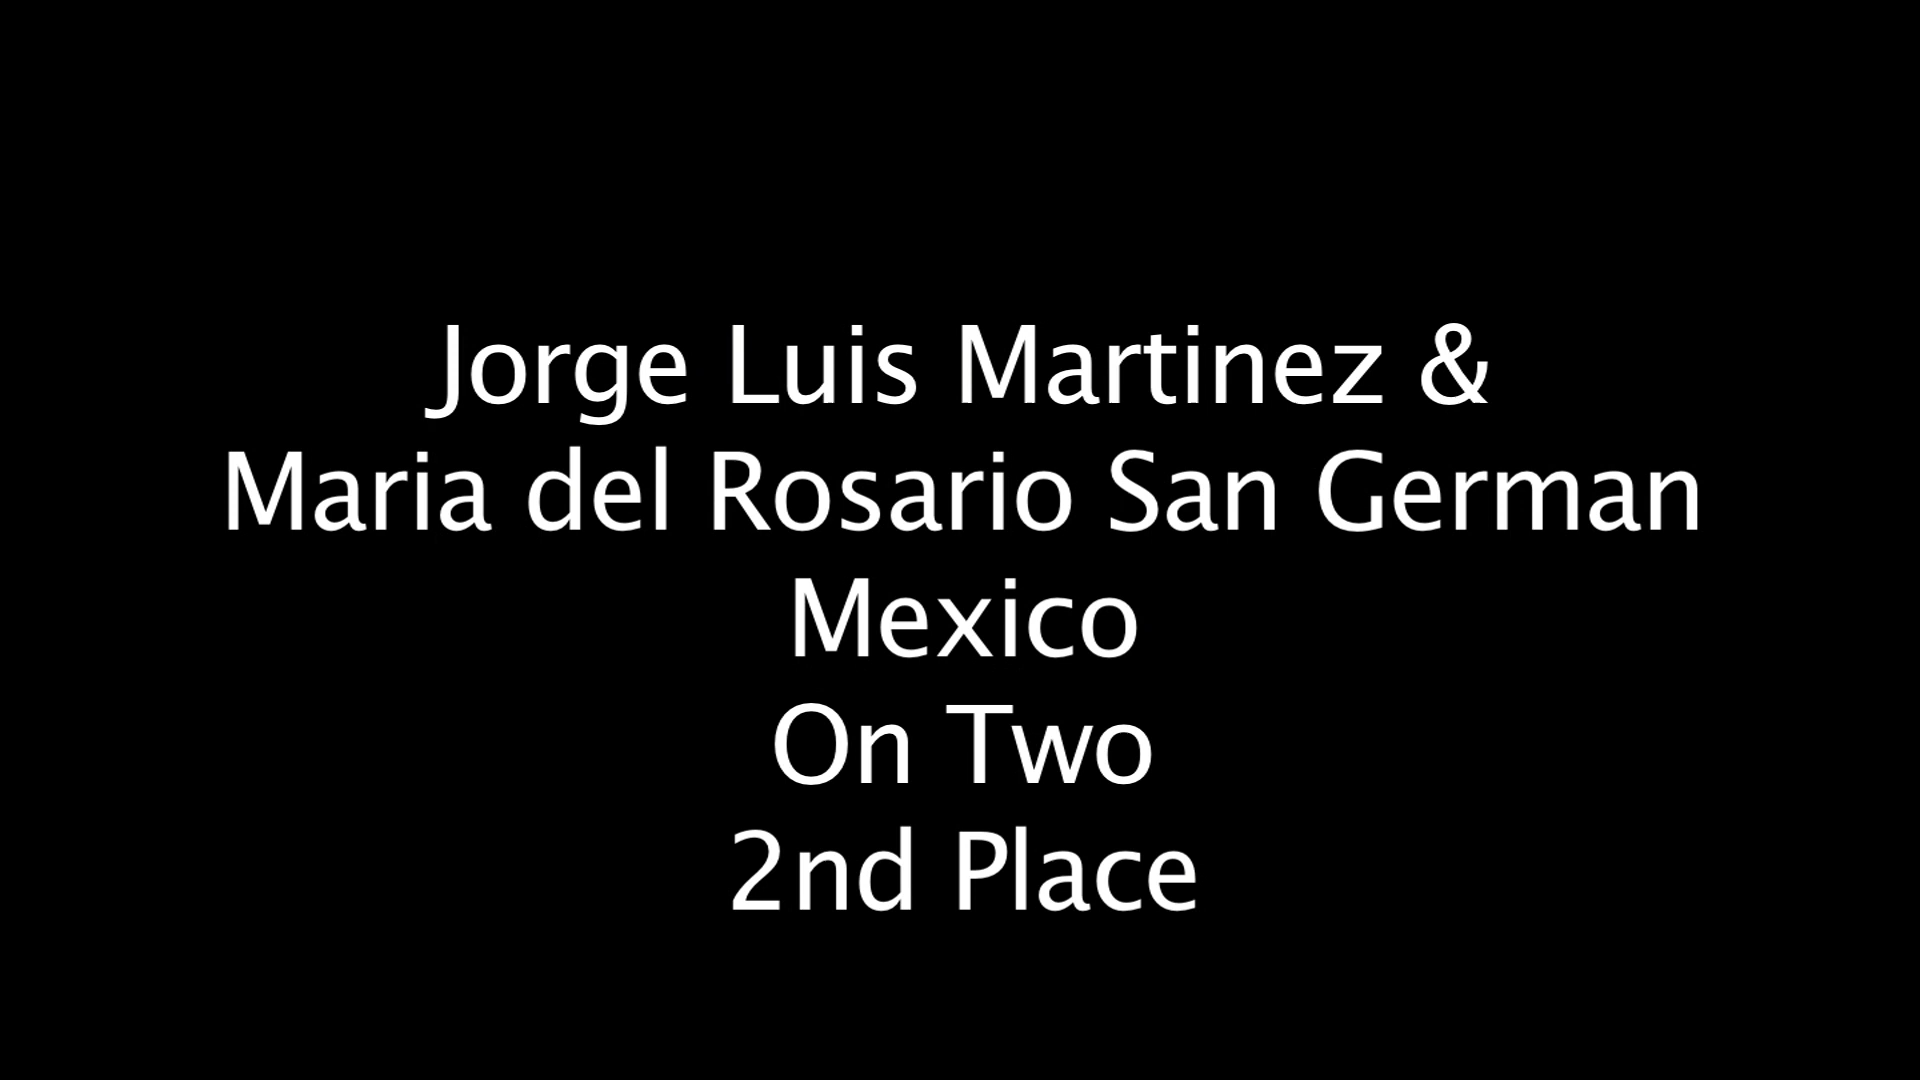 Jorge Luis Martinez &
Maria del Rosario San German
Mexico
On Two
2nd Place